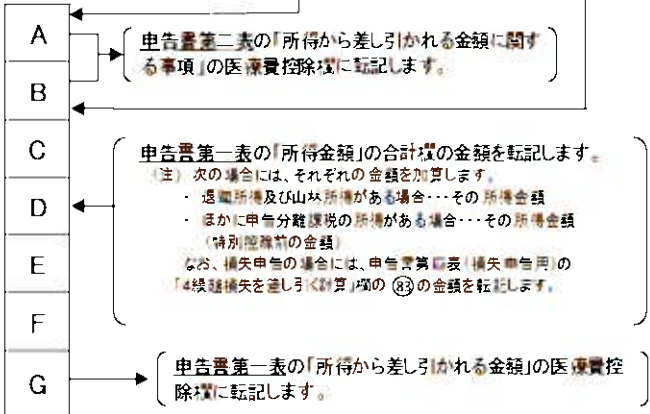 A
申告書第二表の「所得から差し引かれる金額に関す
る事項」の医療費控除欄に転記します。
B
C
申告書第一表の「所得金額」の合計欄の金額を転記します。
(注) 次の場合には、それぞれの金額を加算します。
・ 退職所得及び山林所得がある場合・・・その所得金額
・ ほかに申告分離課税の所得がある場合・・・その所得金額
(特別控除前の金額)
なお、損失申告の場合には、申告書第四表(損失申告用)の
「4繰越損失を差し引く計算」欄の㊈の金額を転記します。
D
E
F
申告書第一表の「所得から差し引かれる金額」の医療費控
除欄に転記します。
G